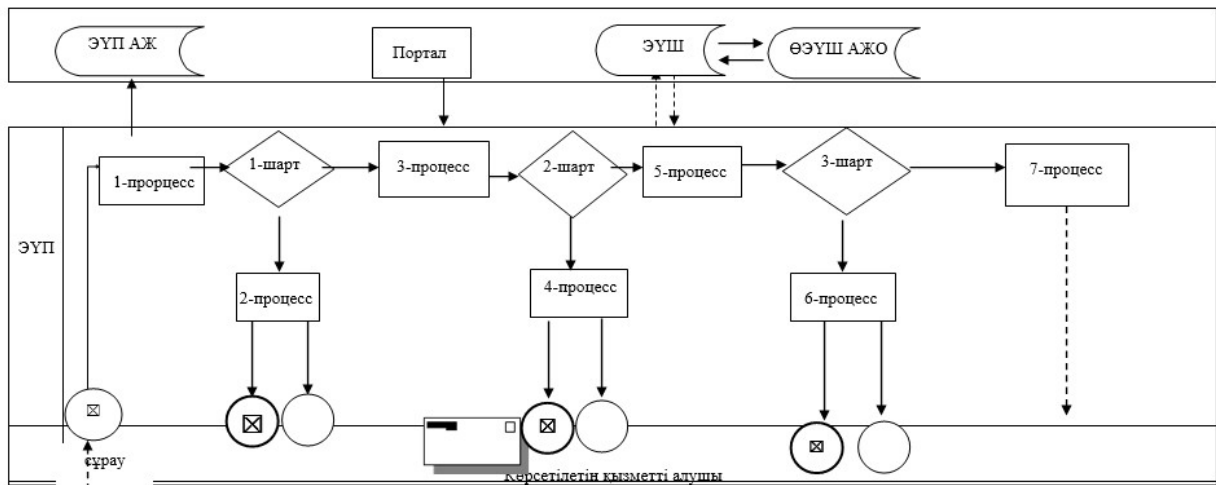 ЭҮП АЖ
Портал
ЭҮШ
ӨЭҮШ АЖО
1-прорцесс
1-шарт
3-процесс
2-шарт
5-процесс
3-шарт
7-процесс
ЭҮП
2-процесс
4-процесс
6-процесс
сұрау
Көрсетілетін қызметті алушы